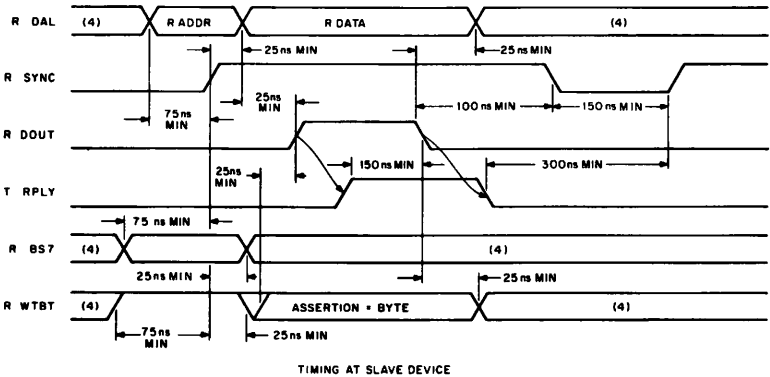 R DAL (4) R ADDR R DATA (4)
25ns MIN 25ns MIN
R SYNC
75ns MIN 25ns MIN 100ns MIN 150ns MIN
R DOUT
25ns MIN 150ns MIN 300ns MIN
T RPLY
75 ns MIN
R BS7 (4) (4)
25ns MIN 25ns MIN
R WTBT (4) ASSERTION = BYTE (4)
75ns MIN 25ns MIN
TIMING AT SLAVE DEVICE